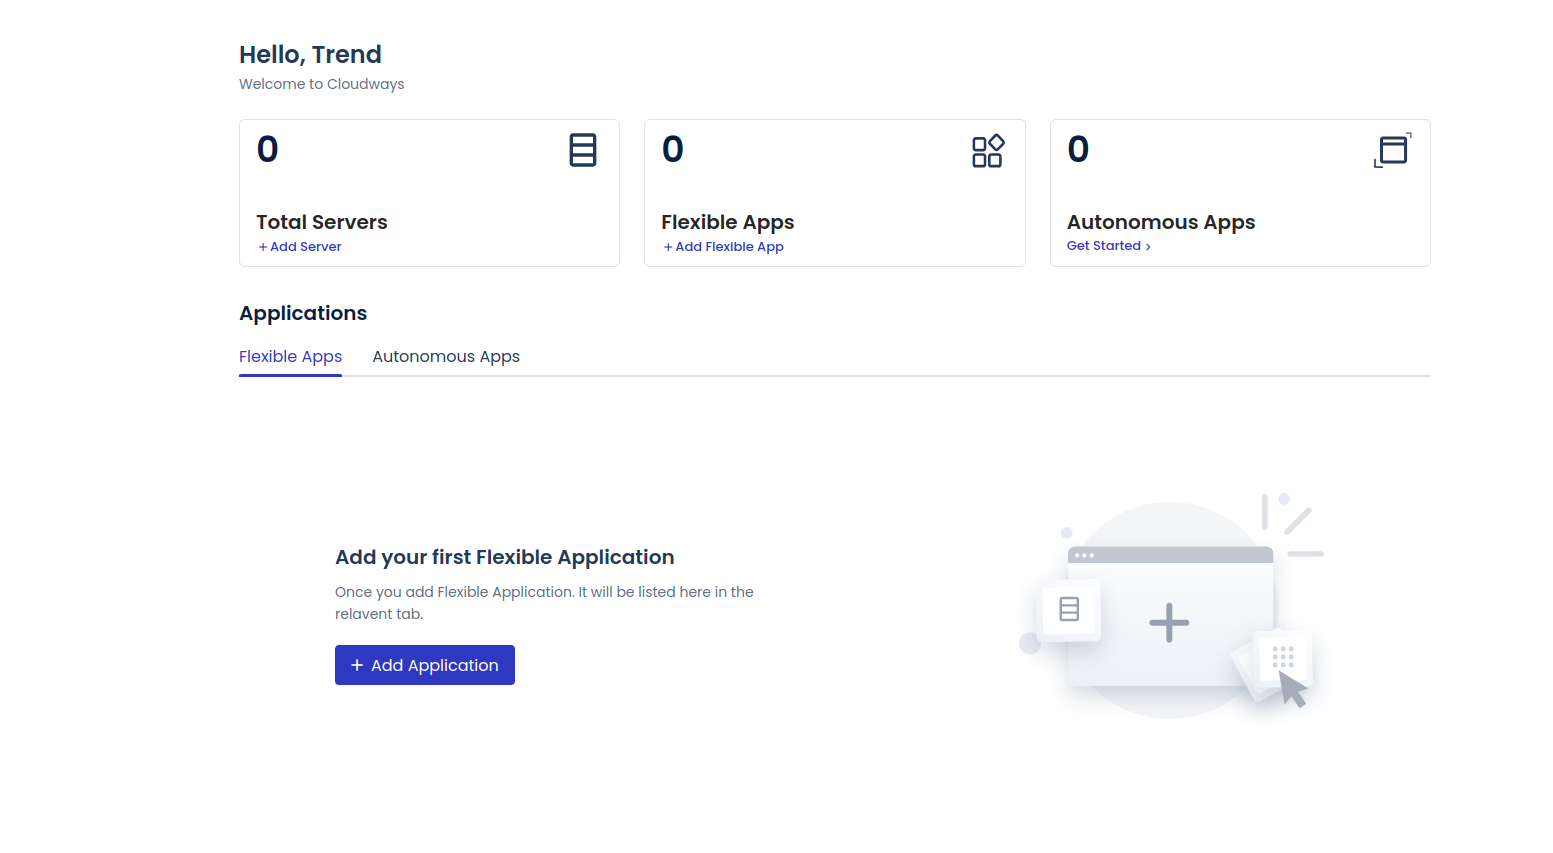 Hello, Trend
Welcome to Cloudways
0
Total Servers
+ Add Server
0
Flexible Apps
+ Add Flexible App
0
Autonomous Apps
Get Started ›
Applications
Flexible Apps Autonomous Apps
Add your first Flexible Application
Once you add Flexible Application. It will be listed here in the
relavent tab.
+ Add Application